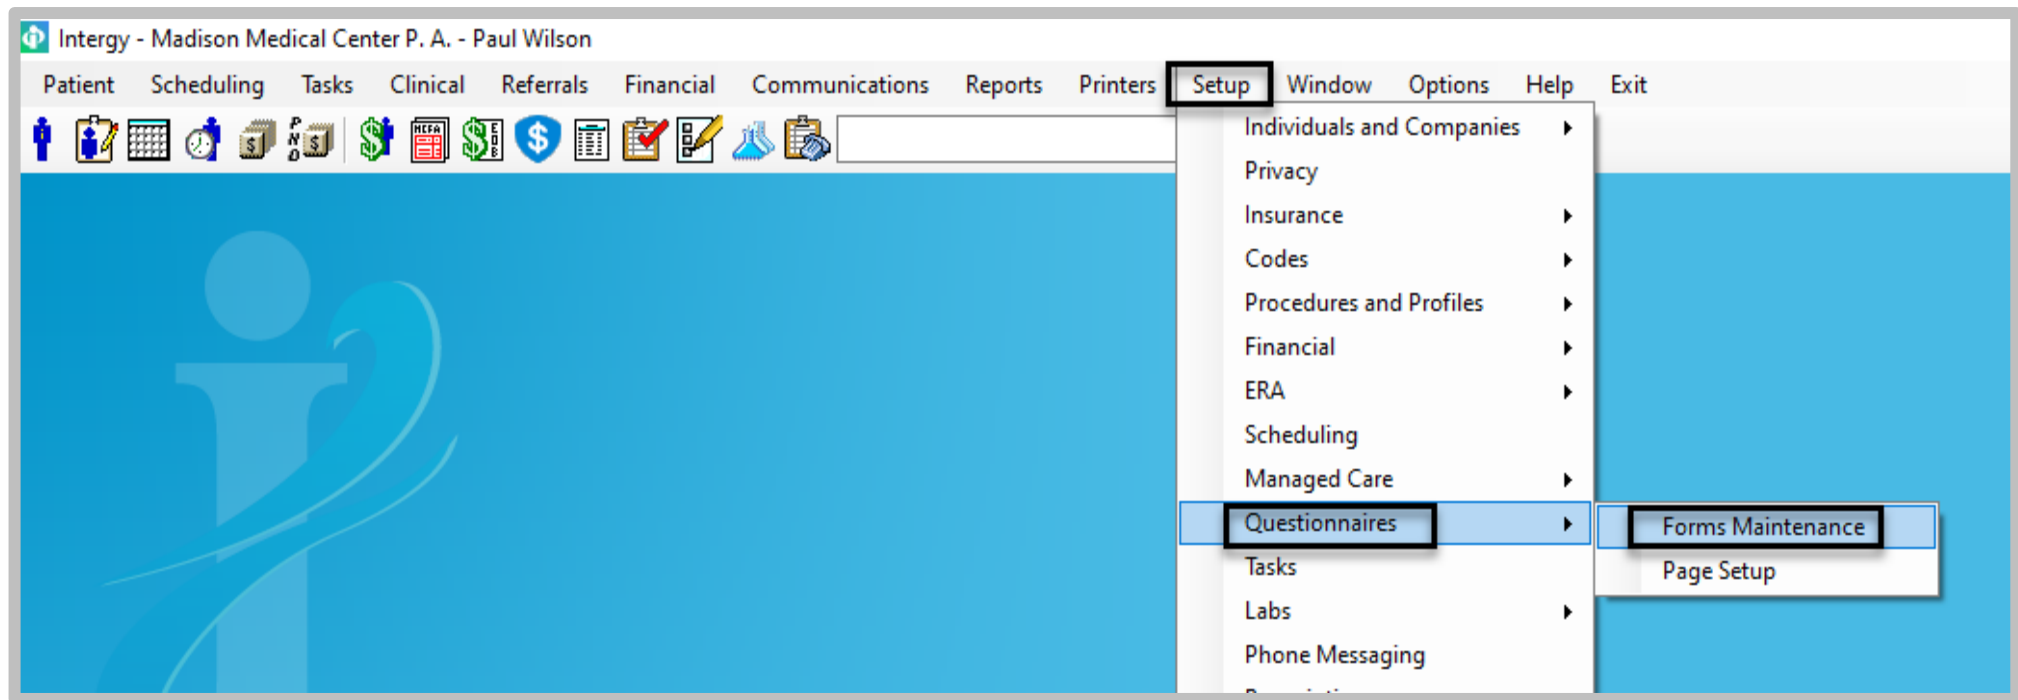 Intergy - Madison Medical Center P. A. - Paul Wilson
Patient Scheduling Tasks Clinical Referrals Financial Communications Reports Printers Setup Window Options Help Exit
Individuals and Companies
Privacy
Insurance
Codes
Procedures and Profiles
Financial
ERA
Scheduling
Managed Care
Questionnaires
Forms Maintenance
Tasks
Page Setup
Labs
Phone Messaging